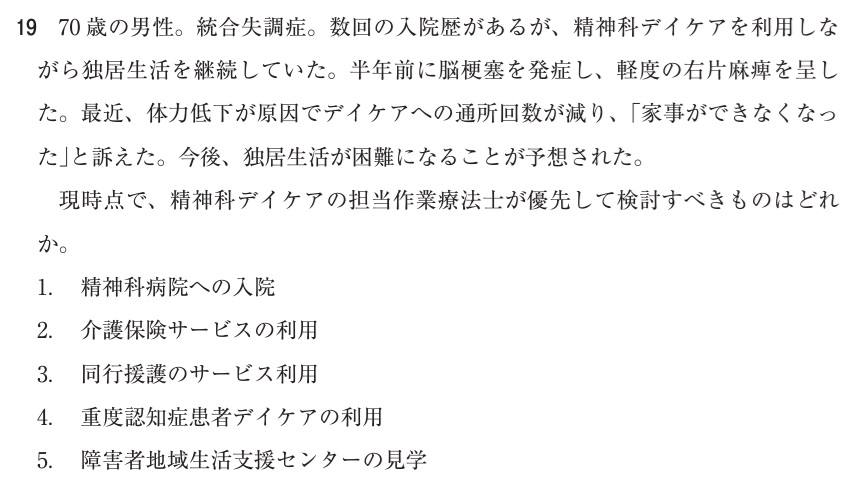 19 70歳の男性。統合失調症。数回の入院歴があるが、精神科デイケアを利用しな
がら独居生活を継続していた。半年前に脳梗塞を発症し、軽度の右片麻痺を呈し
た。最近、体力低下が原因でデイケアへの通所回数が減り、「家事ができなくなっ
た」と訴えた。今後、独居生活が困難になることが予想された。
現時点で、精神科デイケアの担当作業療法士が優先して検討すべきものはどれ
か。
1. 精神科病院への入院
2. 介護保険サービスの利用
3. 同行援護のサービス利用
4. 重度認知症患者デイケアの利用
5. 障害者地域生活支援センターの見学